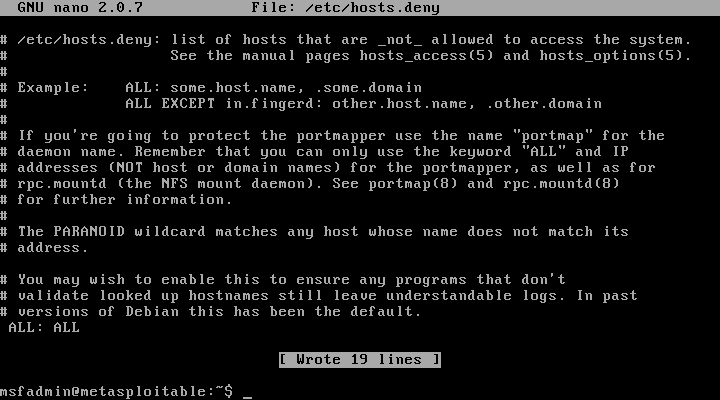 GNU nano 2.0.7 File: /etc/hosts.deny
# /etc/hosts.deny: list of hosts that are _not_ allowed to access the system.
# See the manual pages hosts_access(5) and hosts_options(5).
#
# Example: ALL: some.host.name, .some.domain
# ALL EXCEPT in.fingerd: other.host.name, .other.domain
#
# If you're going to protect the portmapper use the name "portmap" for the
# daemon name. Remember that you can only use the keyword "ALL" and IP
# addresses (NOT host or domain names) for the portmapper, as well as for
# rpc.mountd (the NFS mount daemon). See portmap(8) and rpc.mountd(8)
# for further information.
#
# The PARANOID wildcard matches any host whose name does not match its
# address.
# You may wish to enable this to ensure any programs that don't
# validate looked up hostnames still leave understandable logs. In past
# versions of Debian this has been the default.
ALL: ALL
[ Wrote 19 lines ]
msfadmin@metasploitable:~$ _